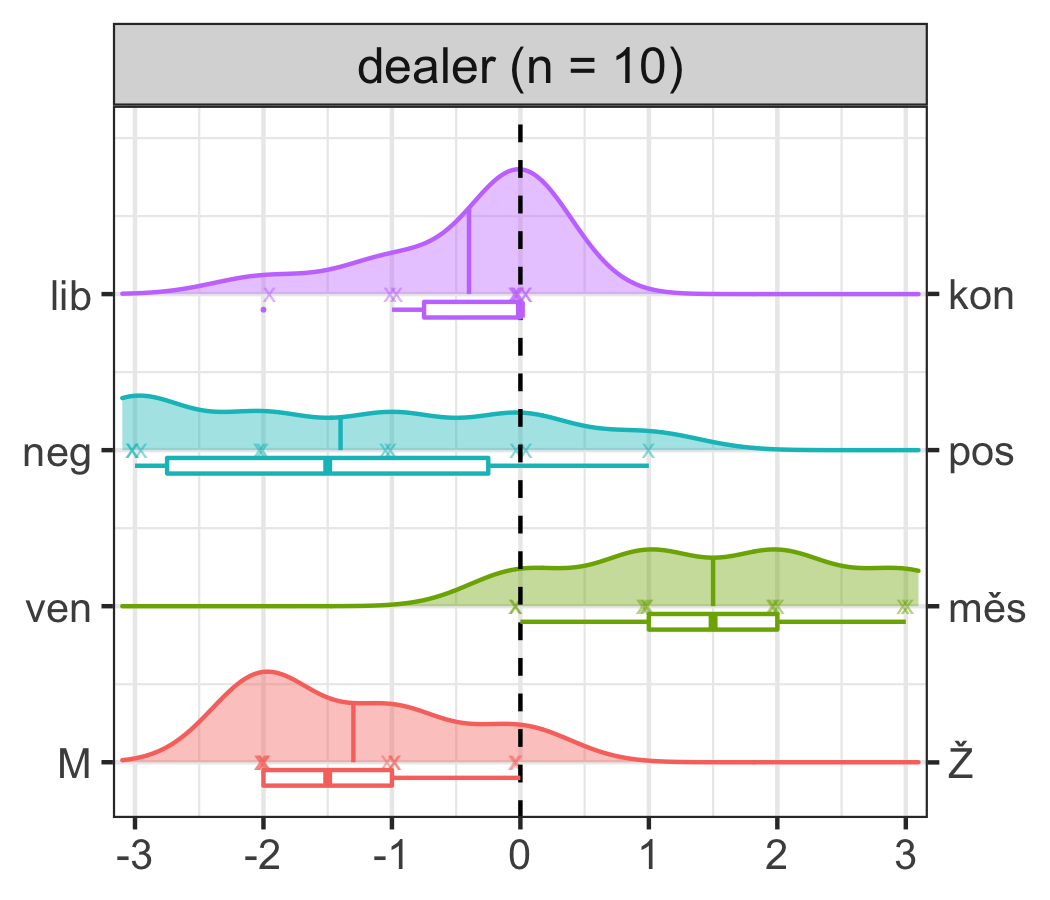 dealer (n = 10)
lib kon
neg pos
ven měs
M Ž
-3 -2 -1 0 1 2 3